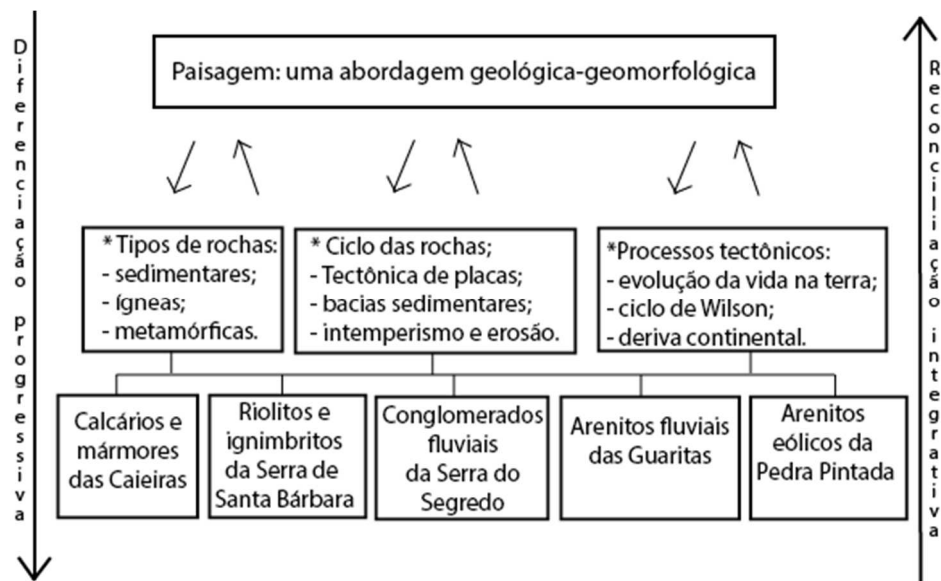 Diferenciação progressiva
Paisagem: uma abordagem geológica-geomorfológica
Reconciliação integrativa
* Tipos de rochas:
- sedimentares;
- ígneas;
- metamórficas.
* Ciclo das rochas;
- Tectônica de placas;
- bacias sedimentares;
- intemperismo e erosão.
*Processos tectônicos:
- evolução da vida na terra;
- ciclo de Wilson;
- deriva continental.
Calcários e
mármores
das Caieiras
Riolitos e
ignimbritos
da Serra de
Santa Bárbara
Conglomerados
fluviais
da Serra do
Segredo
Arenitos fluviais
das Guaritas
Arenitos
eólicos da
Pedra Pintada